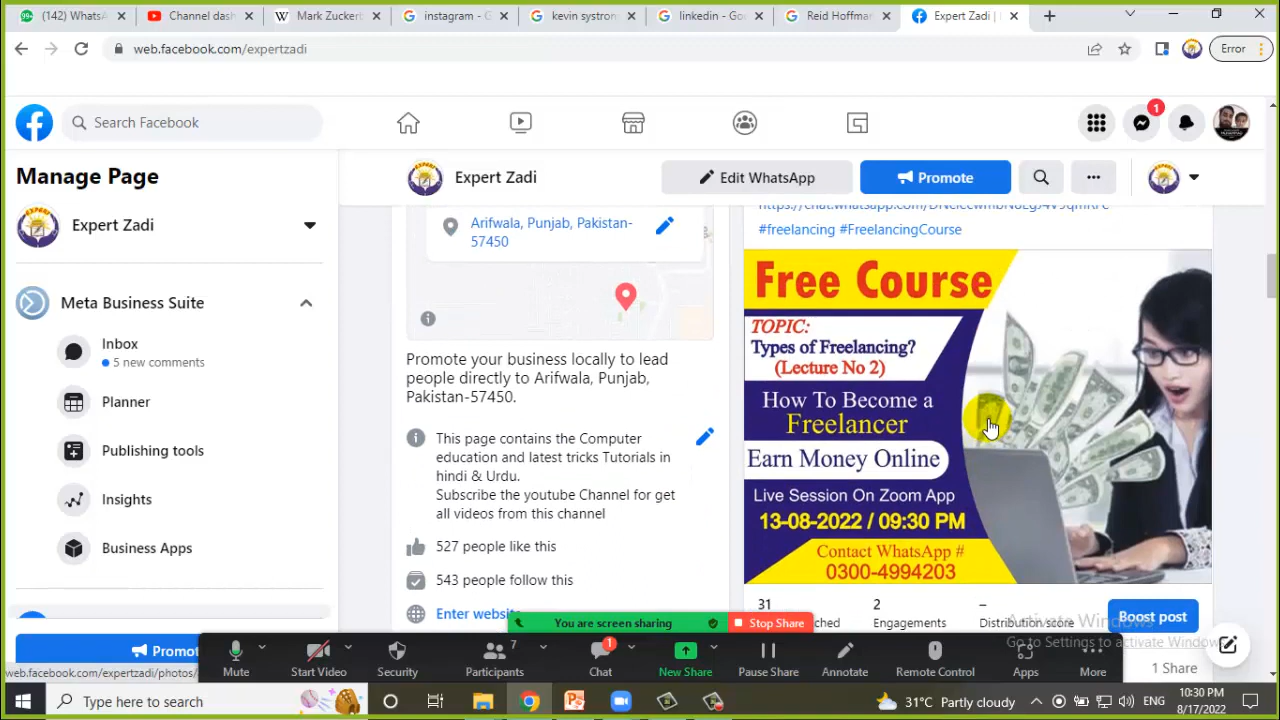 (142) WhatsA
Channel dash
Mark Zuckerb
instagram - G
kevin systrom
linkedin - Go
Reid Hoffman
Expert Zadi |
web.facebook.com/expertzadi
Error
Search Facebook
1
Manage Page
Expert Zadi
Edit WhatsApp
Promote
Expert Zadi
Meta Business Suite
Inbox
5 new comments
Planner
Publishing tools
Insights
Business Apps
Promot
web.facebook.com/expertzadi/photos/
Arifwala, Punjab, Pakistan-
57450
Promote your business locally to lead
people directly to Arifwala, Punjab,
Pakistan-57450.
This page contains the Computer
education and latest tricks Tutorials in
hindi & Urdu.
Subscribe the youtube Channel for get
all videos from this channel
527 people like this
543 people follow this
Enter website
#freelancing #FreelancingCourse
Free Course
TOPIC:
Types of Freelancing?
(Lecture No 2)
How To Become a
Freelancer
Earn Money Online
Live Session On Zoom App
13-08-2022 / 09:30 PM
Contact WhatsApp #
0300-4994203
31
2
–
ched
Engagements
Distribution score
Boost post
1 Share
Activate Windows
Go to Settings to activate Windows
You are screen sharing
Stop Share
Mute
Start Video
Security
7
Participants
1
Chat
New Share
Pause Share
Annotate
Remote Control
Apps
More
Type here to search
31°C Partly cloudy
ENG
10:30 PM
8/17/2022